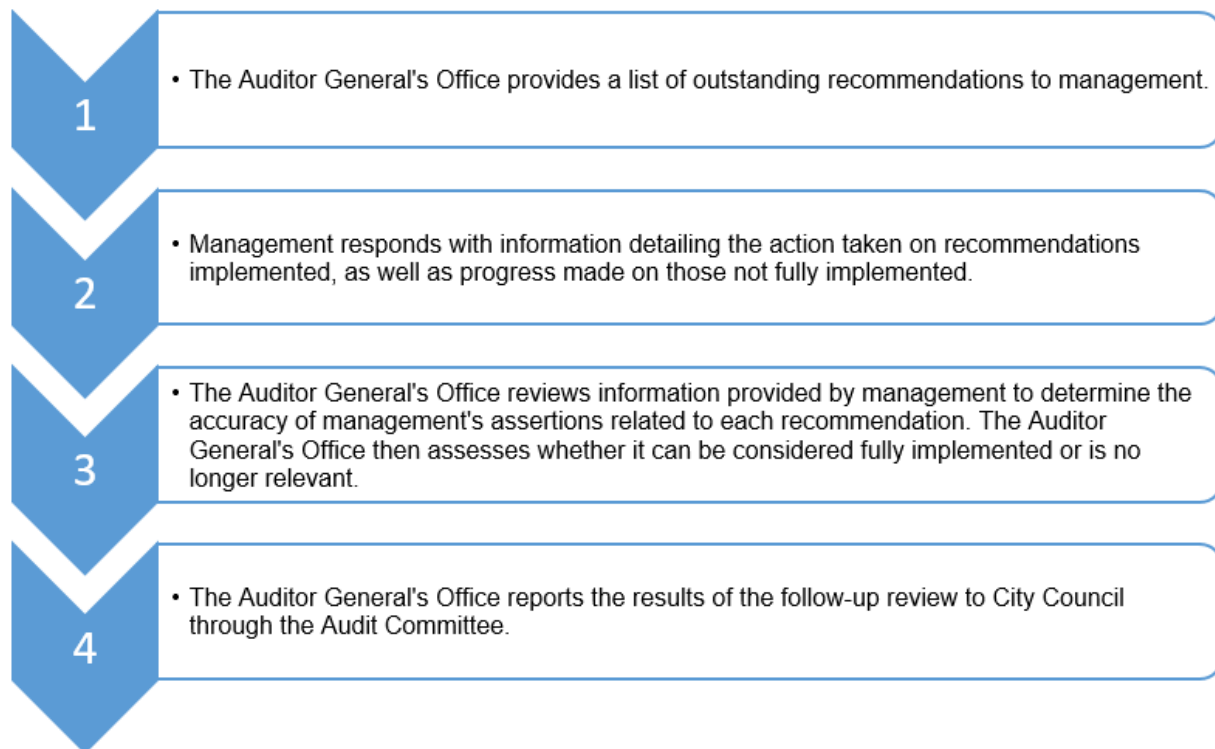 1
• The Auditor General's Office provides a list of outstanding recommendations to management.
2
• Management responds with information detailing the action taken on recommendations
implemented, as well as progress made on those not fully implemented.
3
• The Auditor General's Office reviews information provided by management to determine the
accuracy of management's assertions related to each recommendation. The Auditor
General's Office then assesses whether it can be considered fully implemented or is no
longer relevant.
4
• The Auditor General's Office reports the results of the follow-up review to City Council
through the Audit Committee.